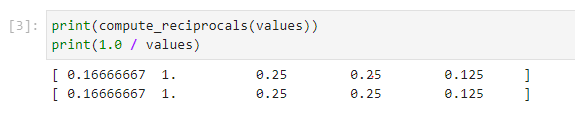 [3]: print(compute_reciprocals(values))
print(1.0 / values)
[ 0.16666667  1.          0.25        0.25        0.125     ]
[ 0.16666667  1.          0.25        0.25        0.125     ]